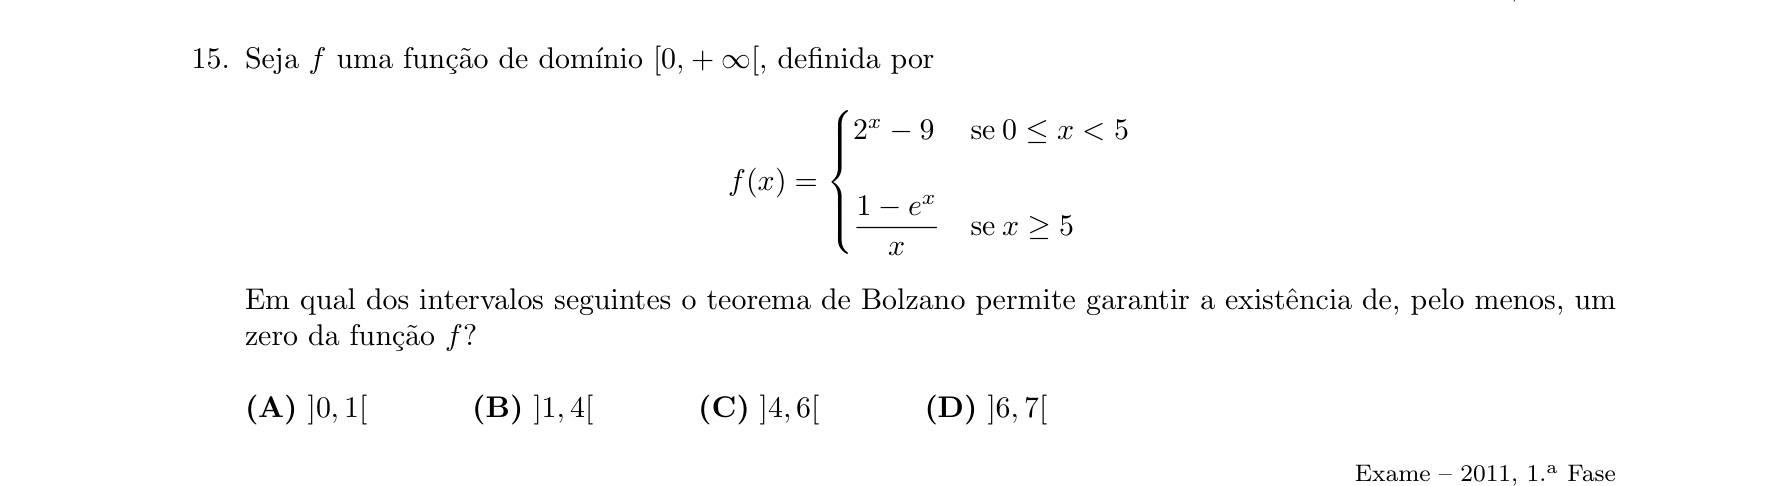 15. Seja f uma função de domínio [0, + ∞[, definida por
f(x) = { 2^x − 9 se 0 ≤ x < 5
(1 − e^x)/x se x ≥ 5
Em qual dos intervalos seguintes o teorema de Bolzano permite garantir a existência de, pelo menos, um
zero da função f?
(A) ]0, 1[ (B) ]1, 4[ (C) ]4, 6[ (D) ]6, 7[
Exame – 2011, 1.ª Fase